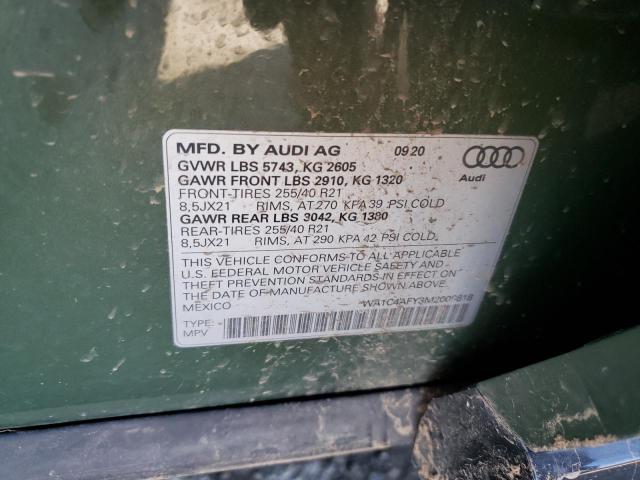 MFD. BY AUDI AG 09 20
GVWR LBS 5743, KG 2605
GAWR FRONT LBS 2910, KG 1320
FRONT-TIRES 255/40 R21
8,5JX21 RIMS, AT 270 KPA 39 PSI COLD
GAWR REAR LBS 3042, KG 1380
REAR-TIRES 255/40 R21
8,5JX21 RIMS, AT 290 KPA 42 PSI COLD
Audi
THIS VEHICLE CONFORMS TO ALL APPLICABLE
U.S. FEDERAL MOTOR VEHICLE SAFETY AND
THEFT PREVENTION STANDARDS IN EFFECT ON
THE DATE OF MANUFACTURE SHOWN ABOVE.
MEXICO
TYPE:
MPV